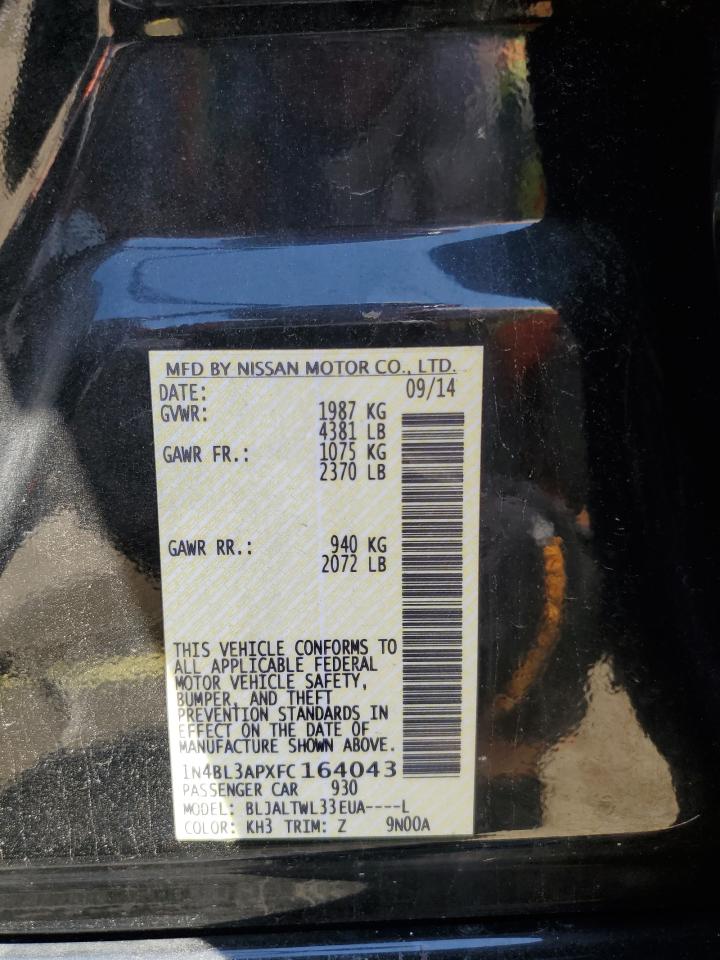 MFD BY NISSAN MOTOR CO., LTD.
DATE: 09/14
GVWR: 1987 KG
4381 LB
GAWR FR.: 1075 KG
2370 LB
GAWR RR.: 940 KG
2072 LB
THIS VEHICLE CONFORMS TO
ALL APPLICABLE FEDERAL
MOTOR VEHICLE SAFETY,
BUMPER, AND THEFT
PREVENTION STANDARDS IN
EFFECT ON THE DATE OF
MANUFACTURE SHOWN ABOVE.
1N4BL3APXFC164043
PASSENGER CAR 930
MODEL: BLJALTWL33EUA----L
COLOR: KH3 TRIM: Z 9N00A